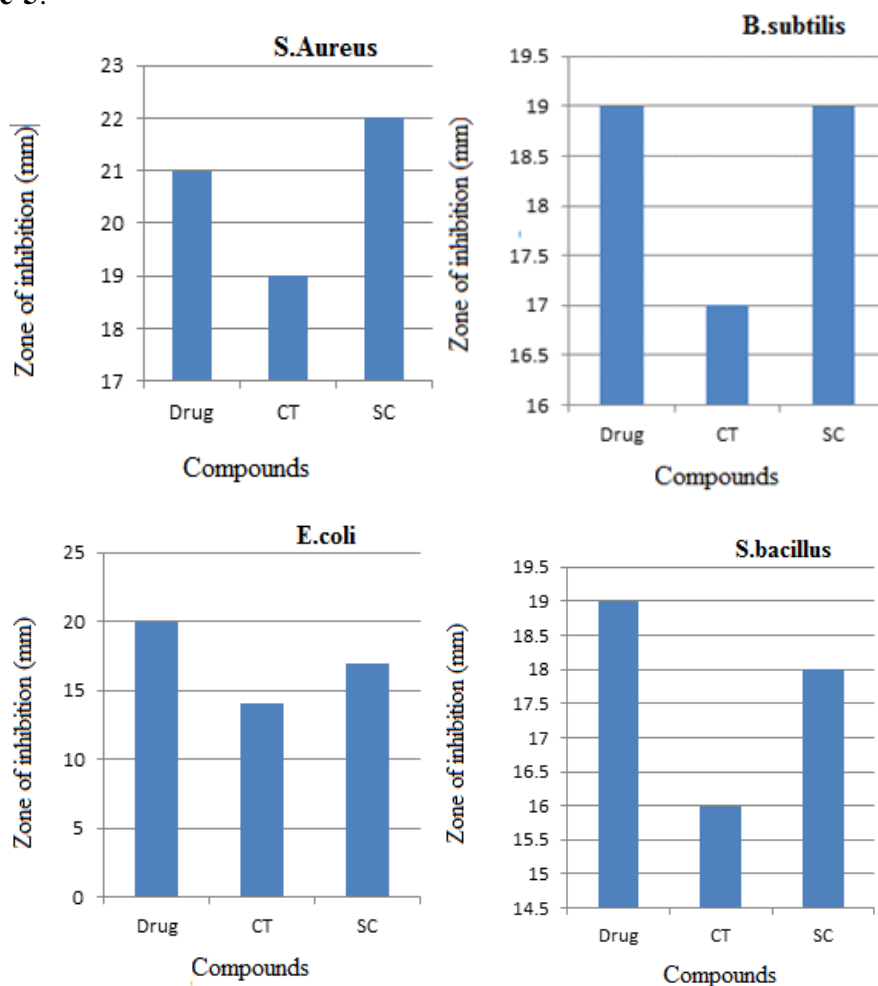 S.Aureus
Zone of inhibition (mm)
23
22
21
20
19
18
17
Drug CT SC
Compounds
B.subtilis
Zone of inhibition (mm)
19.5
19
18.5
18
17.5
17
16.5
16
Drug CT SC
Compounds
E.coli
Zone of inhibition (mm)
25
20
15
10
5
0
Drug CT SC
Compounds
S.bacillus
Zone of inhibition (mm)
19.5
19
18.5
18
17.5
17
16.5
16
15.5
15
14.5
Drug CT SC
Compounds